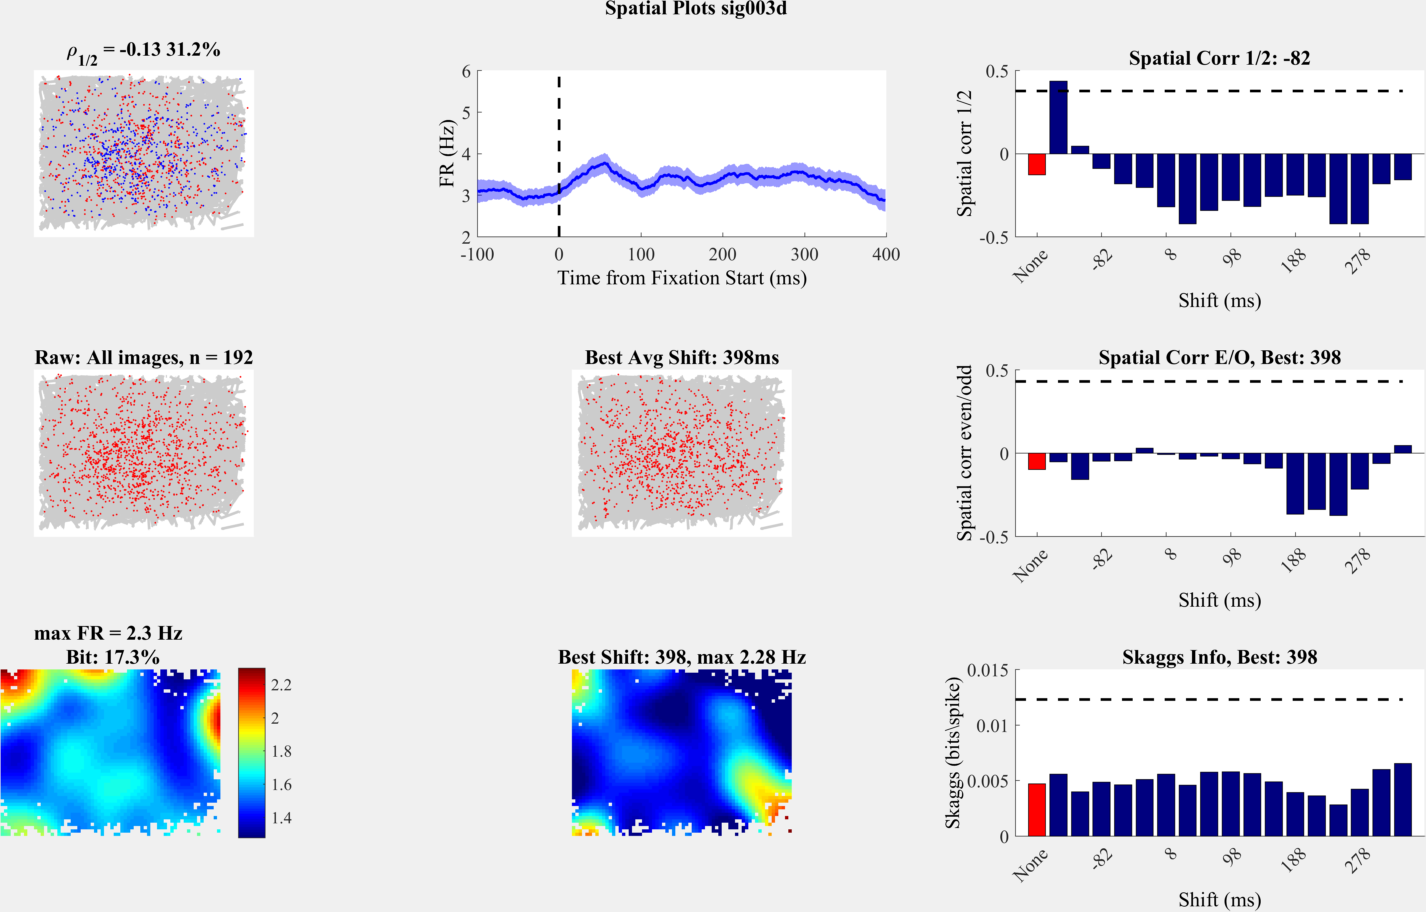 Spatial Plots sig003d
ρ1/2 = -0.13 31.2%
6
5
4
3
2
FR (Hz)
-100
0
100
200
300
400
Time from Fixation Start (ms)
Spatial Corr 1/2: -82
0.5
0
-0.5
Spatial corr 1/2
None
-82
8
98
188
278
Shift (ms)
Raw: All images, n = 192
Best Avg Shift: 398ms
Spatial Corr E/O, Best: 398
0.5
0
-0.5
Spatial corr even/odd
None
-82
8
98
188
278
Shift (ms)
max FR = 2.3 Hz
Bit: 17.3%
2.2
2
1.8
1.6
1.4
Best Shift: 398, max 2.28 Hz
Skaggs Info, Best: 398
0.015
0.01
0.005
0
Skaggs (bits\spike)
None
-82
8
98
188
278
Shift (ms)